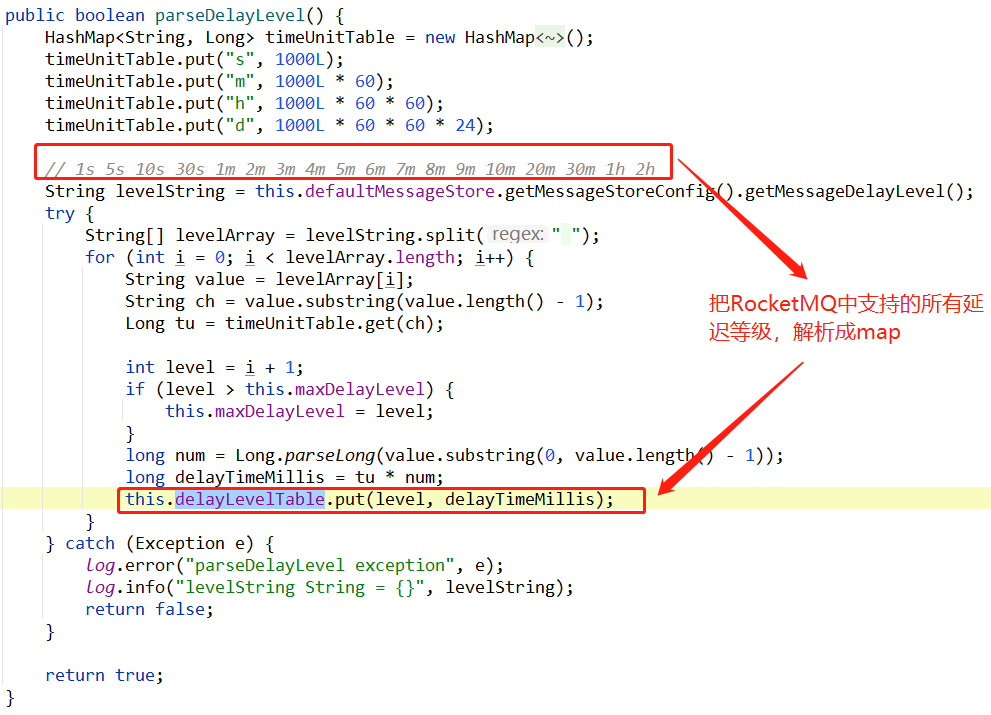 public boolean parseDelayLevel() {
    HashMap<String, Long> timeUnitTable = new HashMap<~>();
    timeUnitTable.put("s", 1000L);
    timeUnitTable.put("m", 1000L * 60);
    timeUnitTable.put("h", 1000L * 60 * 60);
    timeUnitTable.put("d", 1000L * 60 * 60 * 24);
    // 1s 5s 10s 30s 1m 2m 3m 4m 5m 6m 7m 8m 9m 10m 20m 30m 1h 2h
    String levelString = this.defaultMessageStore.getMessageStoreConfig().getMessageDelayLevel();
    try {
        String[] levelArray = levelString.split( regex: " ");
        for (int i = 0; i < levelArray.length; i++) {
            String value = levelArray[i];
            String ch = value.substring(value.length() - 1);
            Long tu = timeUnitTable.get(ch);
            int level = i + 1;
            if (level > this.maxDelayLevel) {
                this.maxDelayLevel = level;
            }
            long num = Long.parseLong(value.substring(0, value.length() - 1));
            long delayTimeMillis = tu * num;
            this.delayLevelTable.put(level, delayTimeMillis);
        }
    } catch (Exception e) {
        log.error("parseDelayLevel exception", e);
        log.info("levelString String = {}", levelString);
        return false;
    }
    return true;
}
把RocketMQ中支持的所有延
迟等级，解析成map